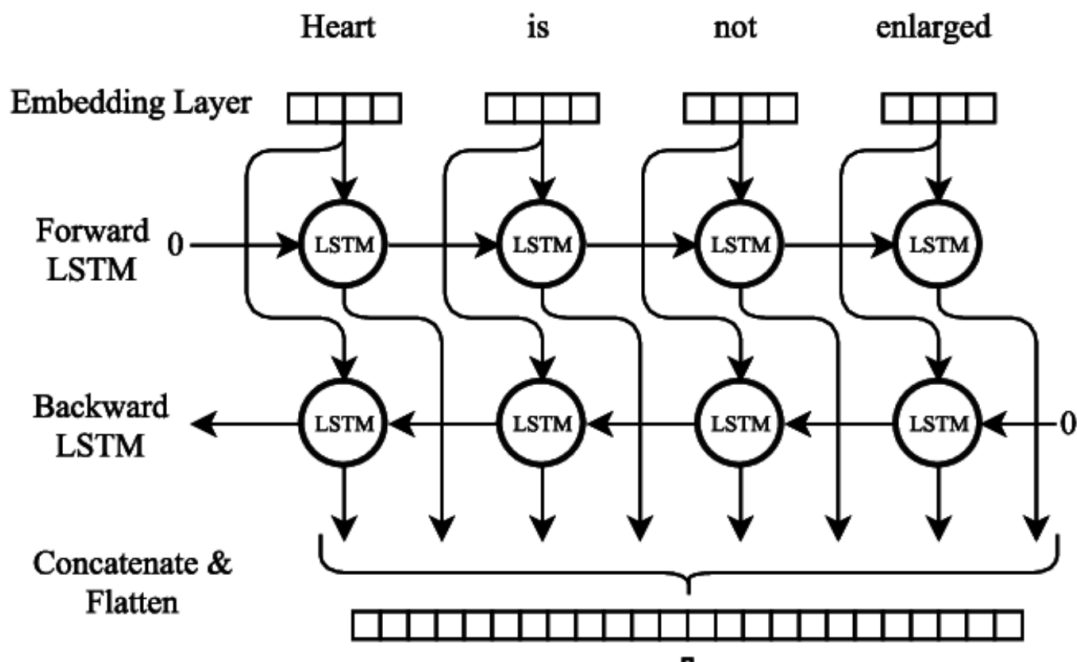 Heart is not enlarged
Embedding Layer
Forward
LSTM
0
LSTM LSTM LSTM LSTM
Backward
LSTM
LSTM LSTM LSTM LSTM
0
Concatenate &
Flatten